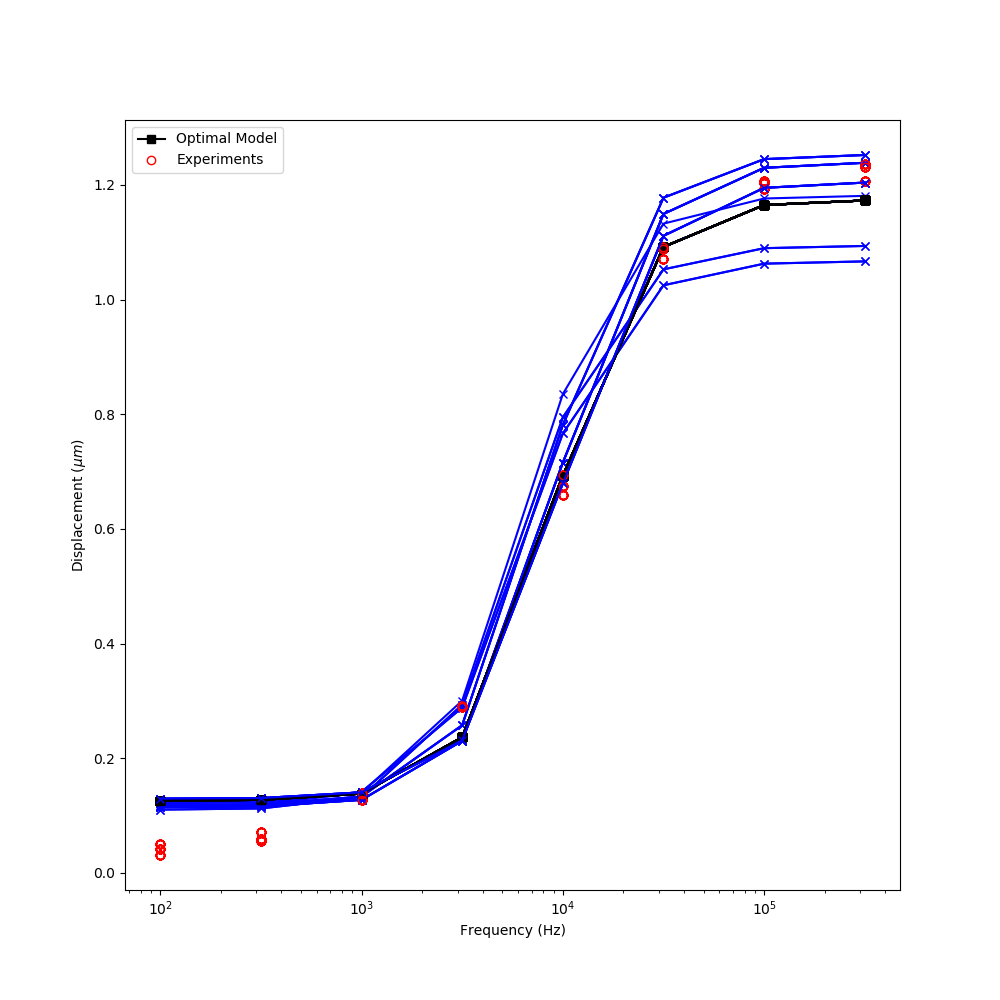 Optimal Model
Experiments
1.2
1.0
0.8
0.6
0.4
0.2
0.0
Displacement (μm)
10²
10³
10⁴
10⁵
Frequency (Hz)